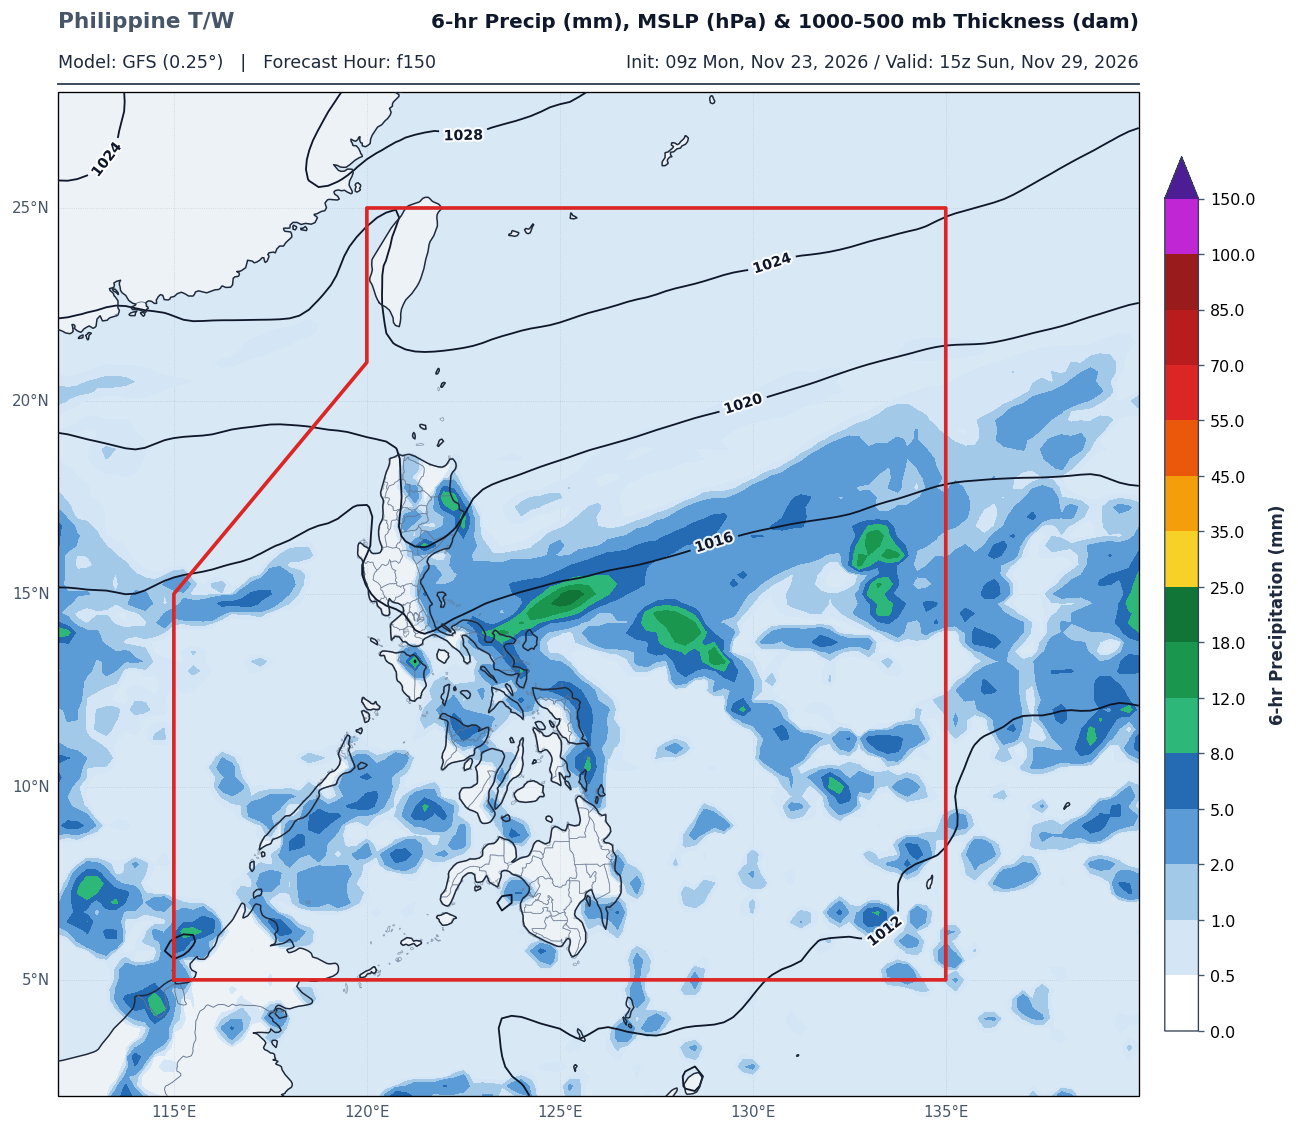 Philippine T/W
6-hr Precip (mm), MSLP (hPa) & 1000-500 mb Thickness (dam)
Model: GFS (0.25°) | Forecast Hour: f150
Init: 09z Mon, Nov 23, 2026 / Valid: 15z Sun, Nov 29, 2026
1028
1024
1024
1020
1016
1012
25°N
20°N
15°N
10°N
5°N
115°E
120°E
125°E
130°E
135°E
150.0
100.0
85.0
70.0
55.0
45.0
35.0
25.0
18.0
12.0
8.0
5.0
2.0
1.0
0.5
0.0
6-hr Precipitation (mm)